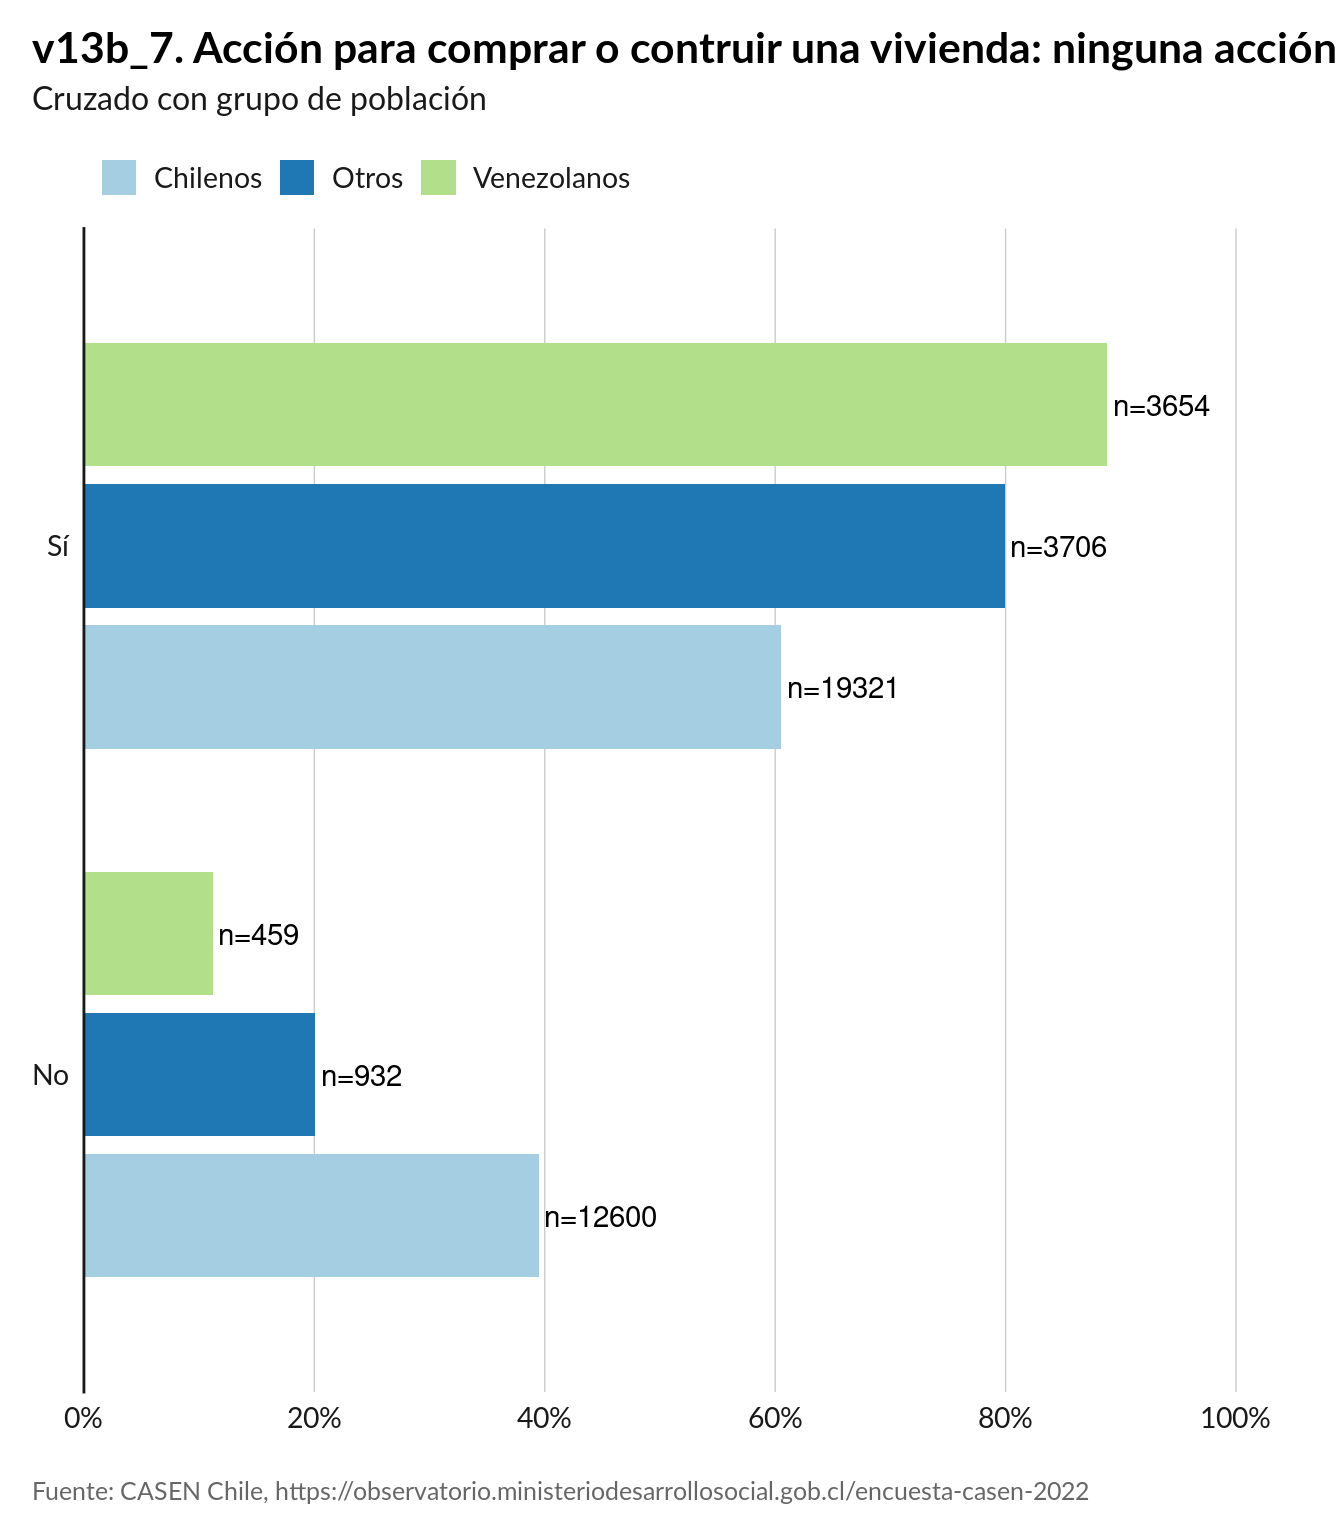 v13b_7. Acción para comprar o contruir una vivienda: ninguna acción
Cruzado con grupo de población
Chilenos Otros Venezolanos
n=3654
Sí
n=3706
n=19321
n=459
No
n=932
n=12600
0% 20% 40% 60% 80% 100%
Fuente: CASEN Chile, https://observatorio.ministeriodesarrollosocial.gob.cl/encuesta-casen-2022